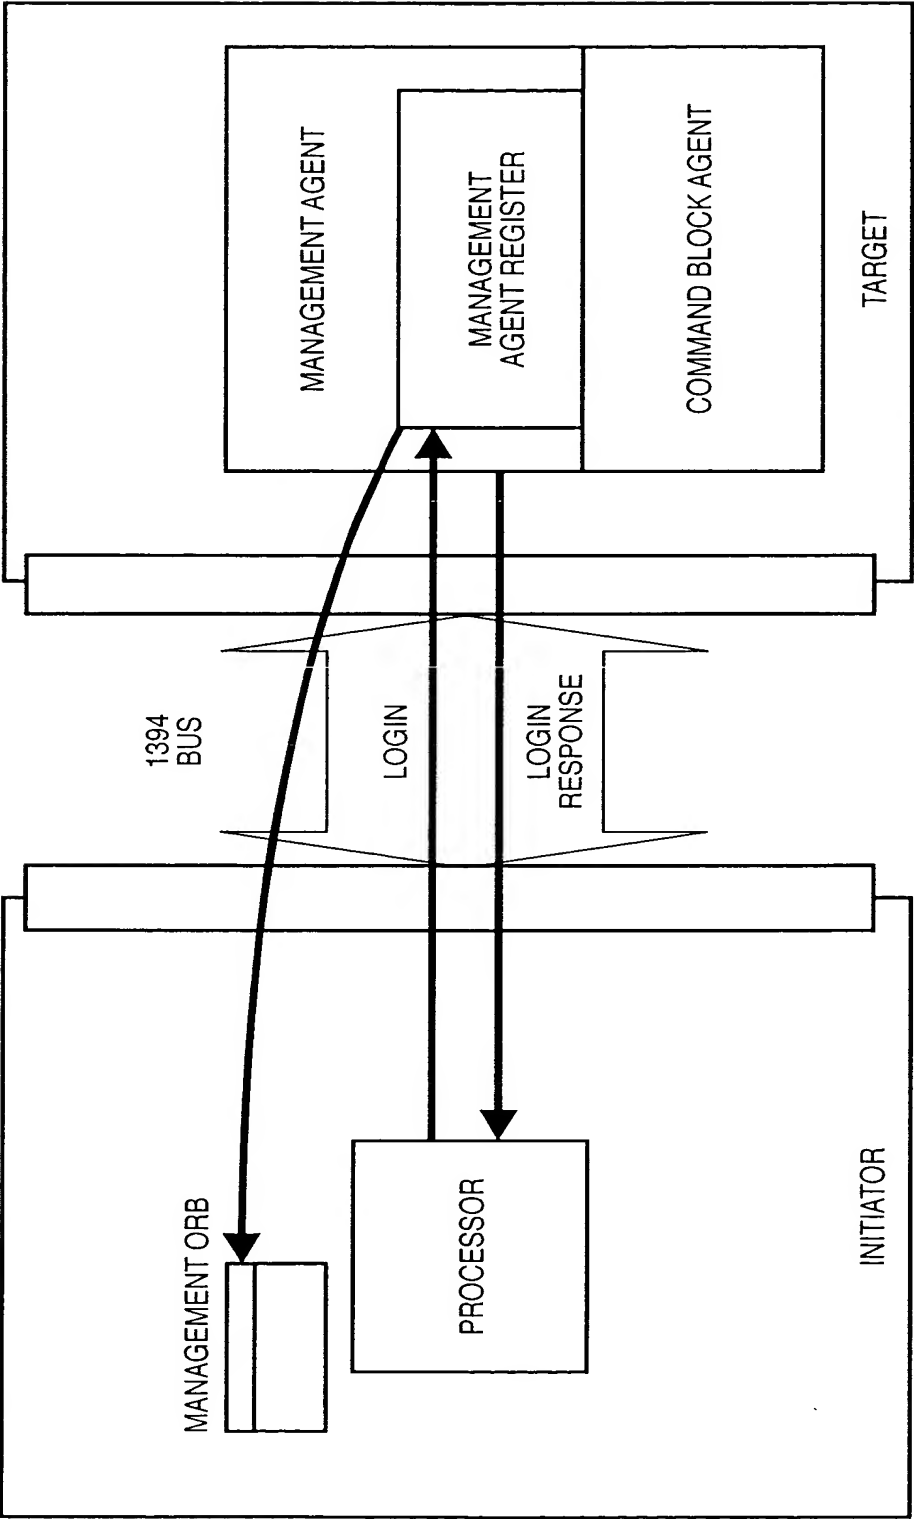 MANAGEMENT ORB
PROCESSOR
INITIATOR
1394
BUS
LOGIN
LOGIN
RESPONSE
MANAGEMENT AGENT
MANAGEMENT
AGENT REGISTER
COMMAND BLOCK AGENT
TARGET